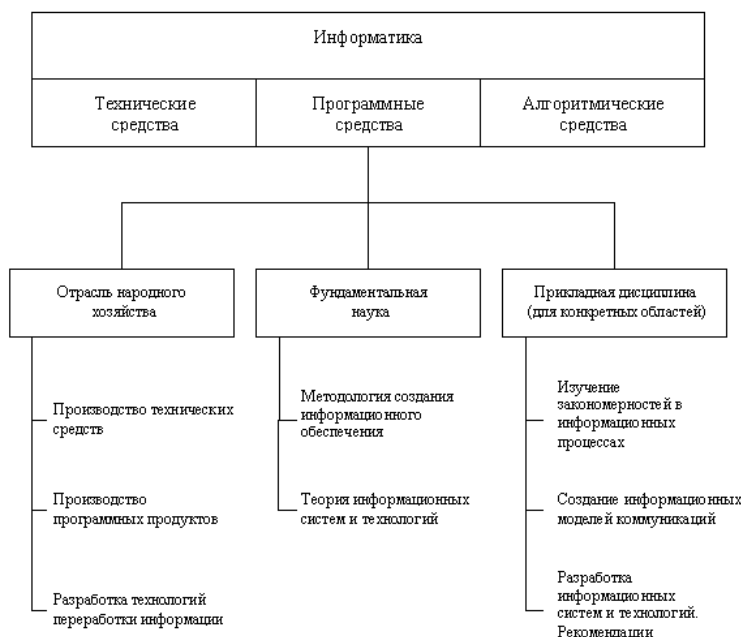 Информатика
Технические
средства
Программные
средства
Алгоритмические
средства
Отрасль народного
хозяйства
Фундаментальная
наука
Прикладная дисциплина
(для конкретных областей)
Производство технических
средств
Производство
программных продуктов
Разработка технологий
переработки информации
Методология создания
информационного
обеспечения
Теория информационных
систем и технологий
Изучение
закономерностей в
информационных
процессах
Создание информационных
моделей коммуникаций
Разработка
информационных
систем и технологий.
Рекомендации